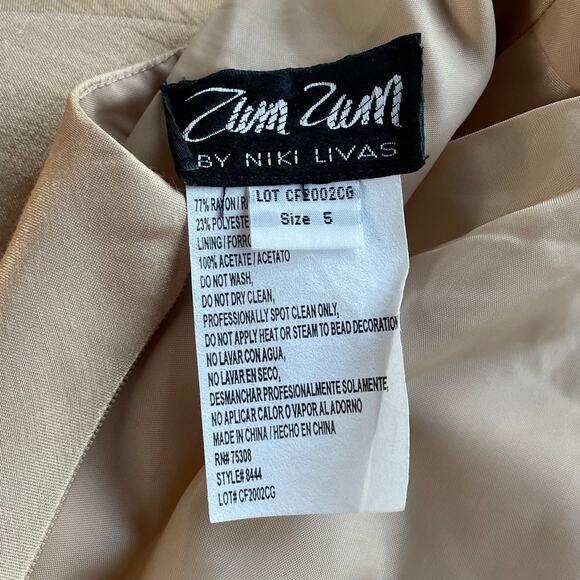 Zum Zum
BY NIKI LIVAS
LOT CF2002CG
Size 5
77% RAYON/R
23% POLYESTE
LINING/FORRO
100% ACETATE/ACETATO
DO NOT WASH,
DO NOT DRY CLEAN,
PROFESSIONALLY SPOT CLEAN ONLY,
DO NOT APPLY HEAT OR STEAM TO BEAD DECORATION
NO LAVAR CON AGUA,
NO LAVAR EN SECO,
DESMANCHAR PROFESIONALMENTE SOLAMENTE,
NO APLICAR CALOR O VAPOR AL ADORNO
MADE IN CHINA/HECHO EN CHINA
RN# 75308
STYLE# 8444
LOT# CF2002CG